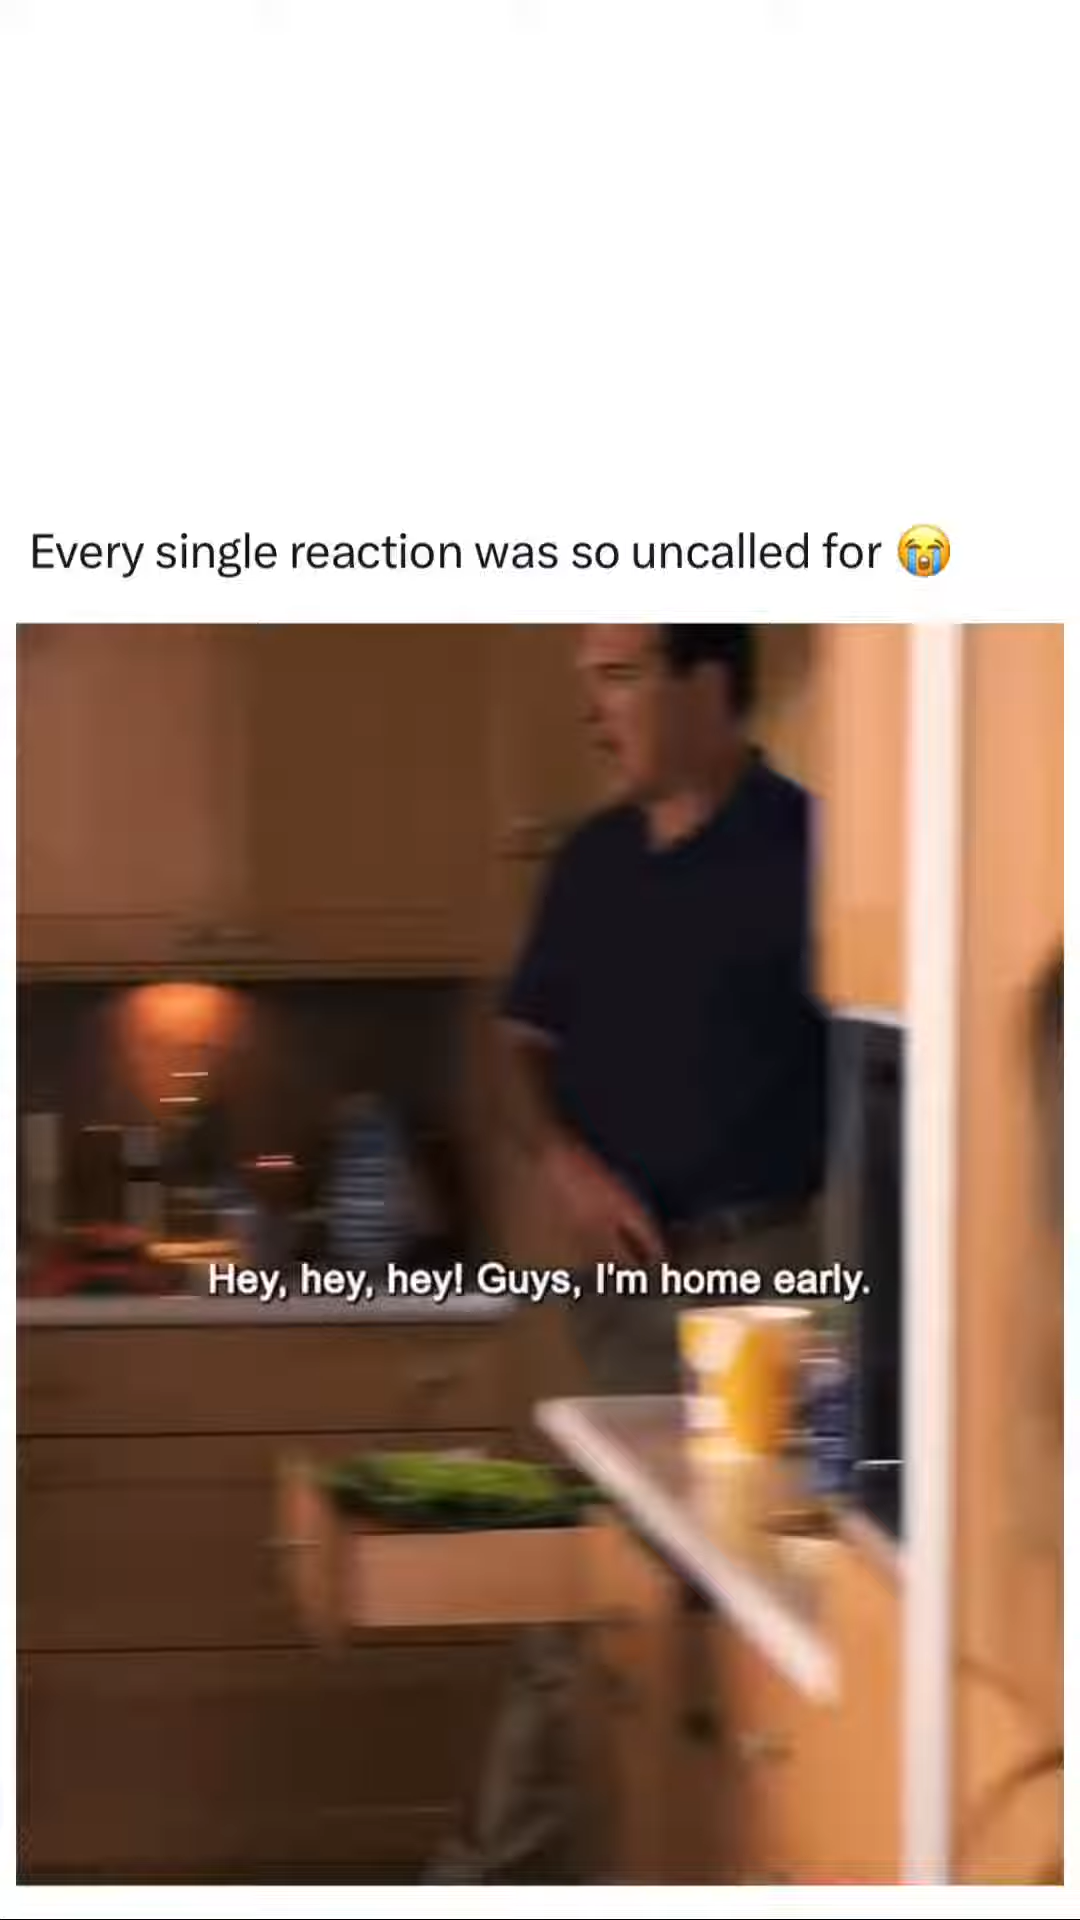 Every single reaction was so uncalled for 😭
Hey, hey, hey! Guys, I'm home early.